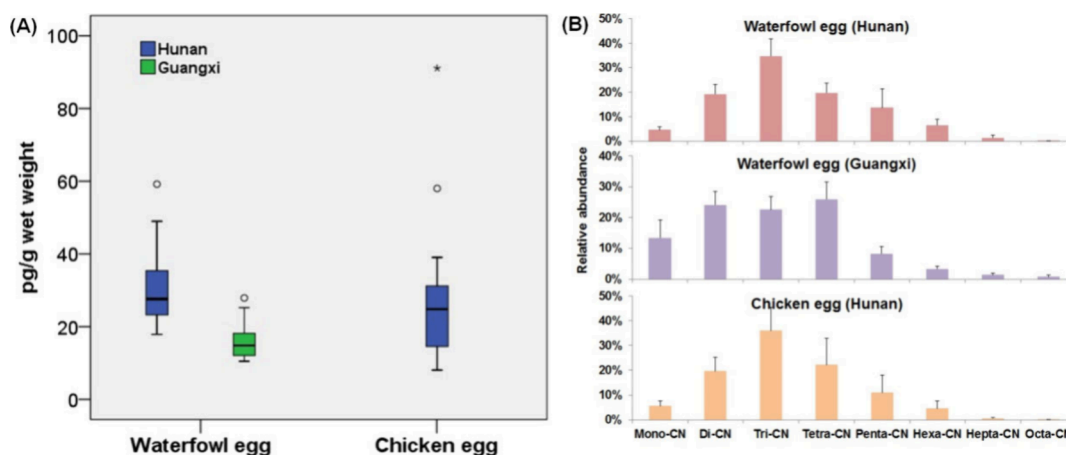 (A)
100
80
60
40
20
0
pg/g wet weight
Hunan
Guangxi
*
Waterfowl egg
Chicken egg
(B)
Relative abundance
Waterfowl egg (Hunan)
50%
40%
30%
20%
10%
0%
Waterfowl egg (Guangxi)
40%
30%
20%
10%
0%
Chicken egg (Hunan)
50%
40%
30%
20%
10%
0%
Mono-CN Di-CN Tri-CN Tetra-CN Penta-CN Hexa-CN Hepta-CN Octa-CN